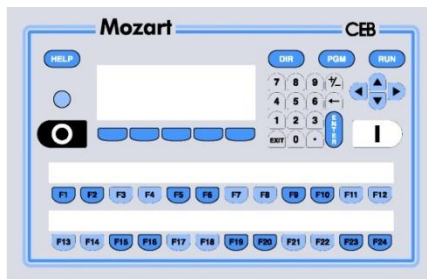 Mozart CEB
HELP DIR PGM RUN
7 8 9 +/-
4 5 6 ←
1 2 3 ENTER
EXIT 0 ·
O I
F1 F2 F3 F4 F5 F6 F7 F8 F9 F10 F11 F12
F13 F14 F15 F16 F17 F18 F19 F20 F21 F22 F23 F24